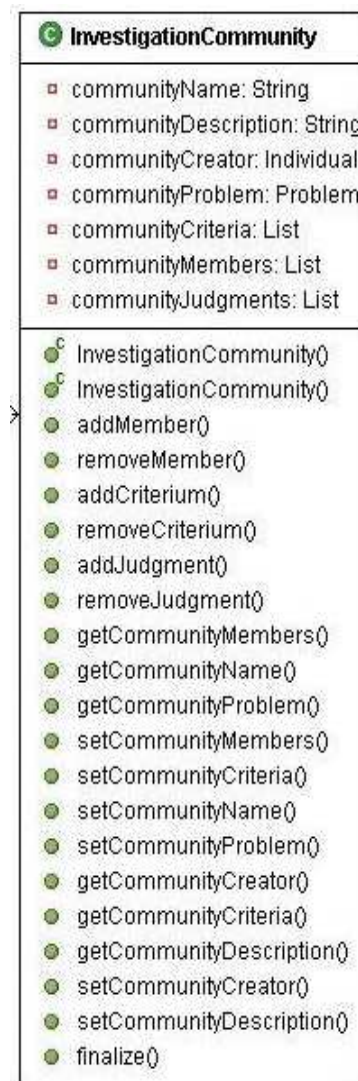 C InvestigationCommunity
communityName: String
communityDescription: String
communityCreator: Individual
communityProblem: Problem
communityCriteria: List
communityMembers: List
communityJudgments: List
C InvestigationCommunity()
C InvestigationCommunity()
addMember()
removeMember()
addCriterium()
removeCriterium()
addJudgment()
removeJudgment()
getCommunityMembers()
getCommunityName()
getCommunityProblem()
setCommunityMembers()
setCommunityCriteria()
setCommunityName()
setCommunityProblem()
getCommunityCreator()
getCommunityCriteria()
getCommunityDescription()
setCommunityCreator()
setCommunityDescription()
finalize()